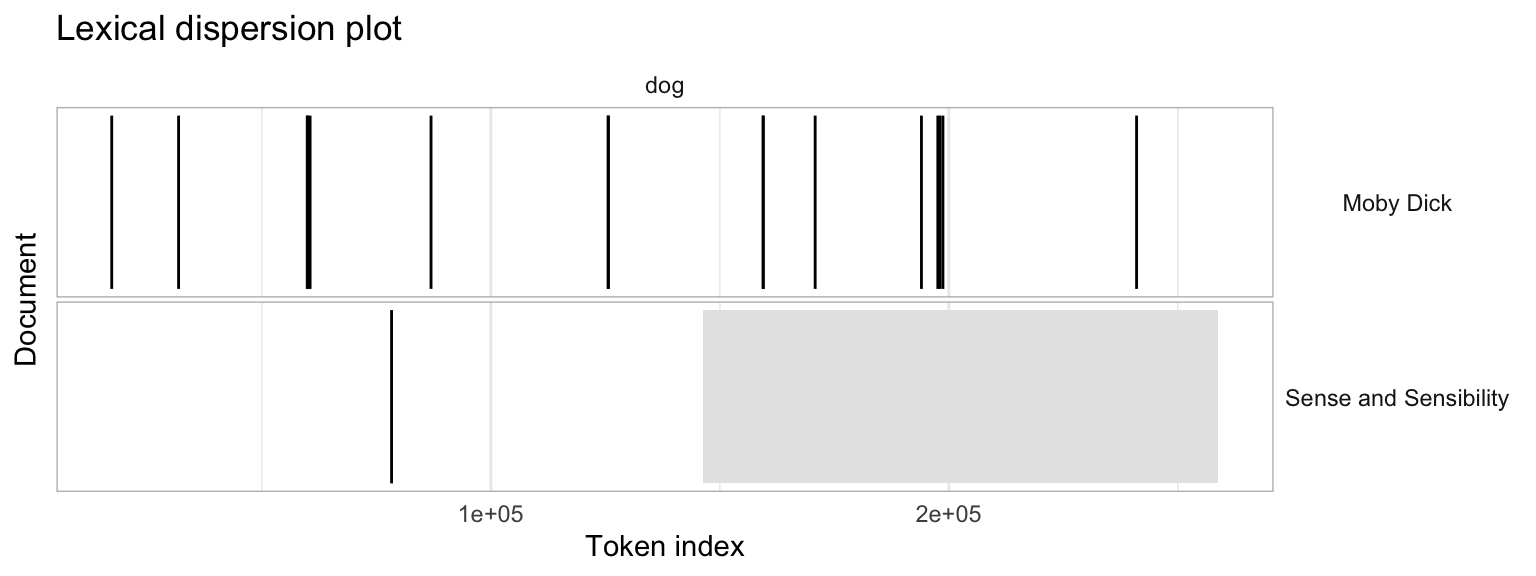 Lexical dispersion plot
dog
Document
Moby Dick
Sense and Sensibility
1e+05
2e+05
Token index